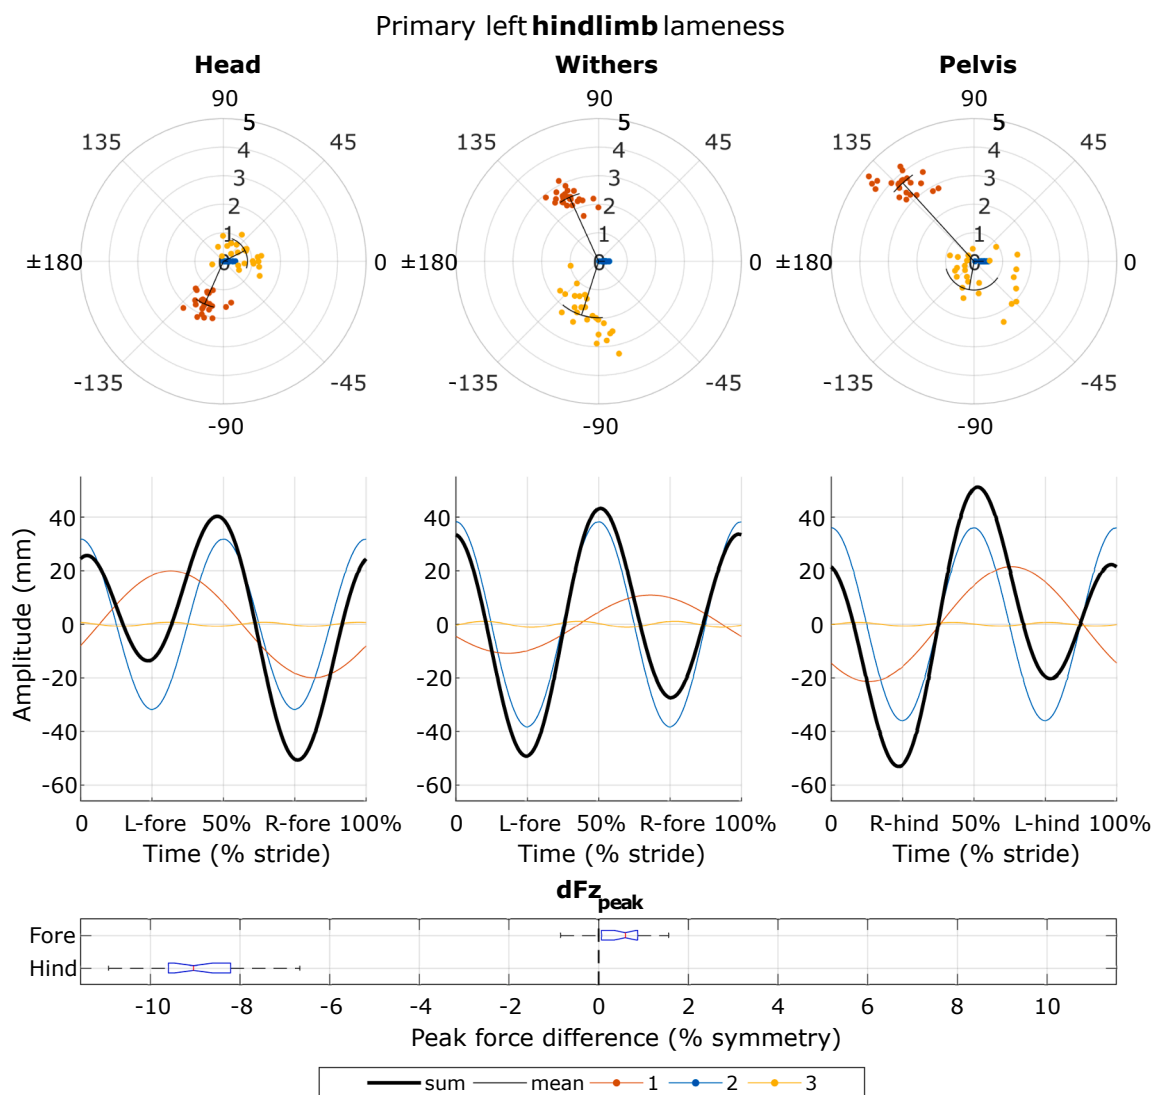 Primary left hindlimb lameness
Head Withers Pelvis
90 90 90
135 5 45 135 5 45 135 5 45
4 4 4
3 3 3
2 2 2
1 1 1
±180 0 0 ±180 0 0 ±180 0 0
-135 -45 -135 -45 -135 -45
-90 -90 -90
Amplitude (mm)
40 40 40
20 20 20
0 0 0
-20 -20 -20
-40 -40 -40
-60 -60 -60
0 L-fore 50% R-fore 100% 0 L-fore 50% R-fore 100% 0 R-hind 50% L-hind 100%
Time (% stride) Time (% stride) Time (% stride)
dFz peak
Fore
Hind
-10 -8 -6 -4 -2 0 2 4 6 8 10
Peak force difference (% symmetry)
sum mean 1 2 3